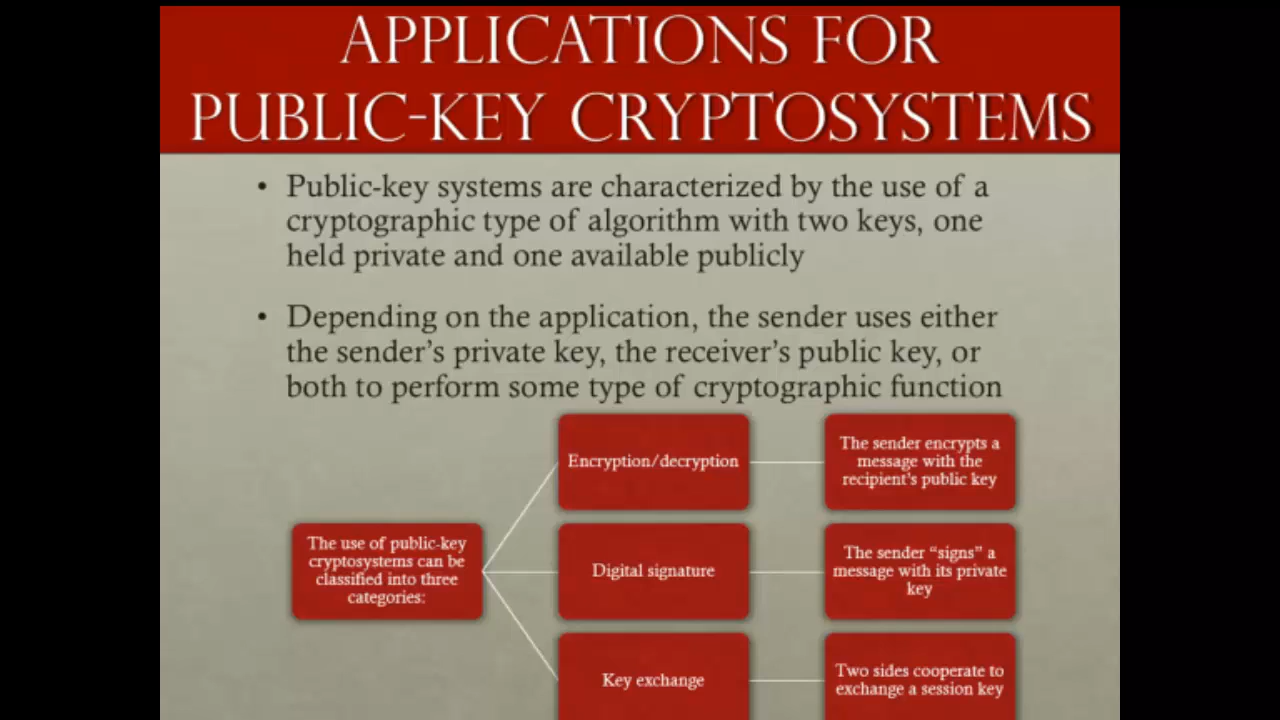 APPLICATIONS FOR
PUBLIC-KEY CRYPTOSYSTEMS
• Public-key systems are characterized by the use of a
cryptographic type of algorithm with two keys, one
held private and one available publicly
• Depending on the application, the sender uses either
the sender's private key, the receiver's public key, or
both to perform some type of cryptographic function
The use of public-key
cryptosystems can be
classified into three
categories:
Encryption/decryption
The sender encrypts a
message with the
recipient's public key
Digital signature
The sender “signs” a
message with its private
key
Key exchange
Two sides cooperate to
exchange a session key